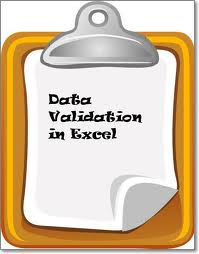 Data
Validation
in Excel